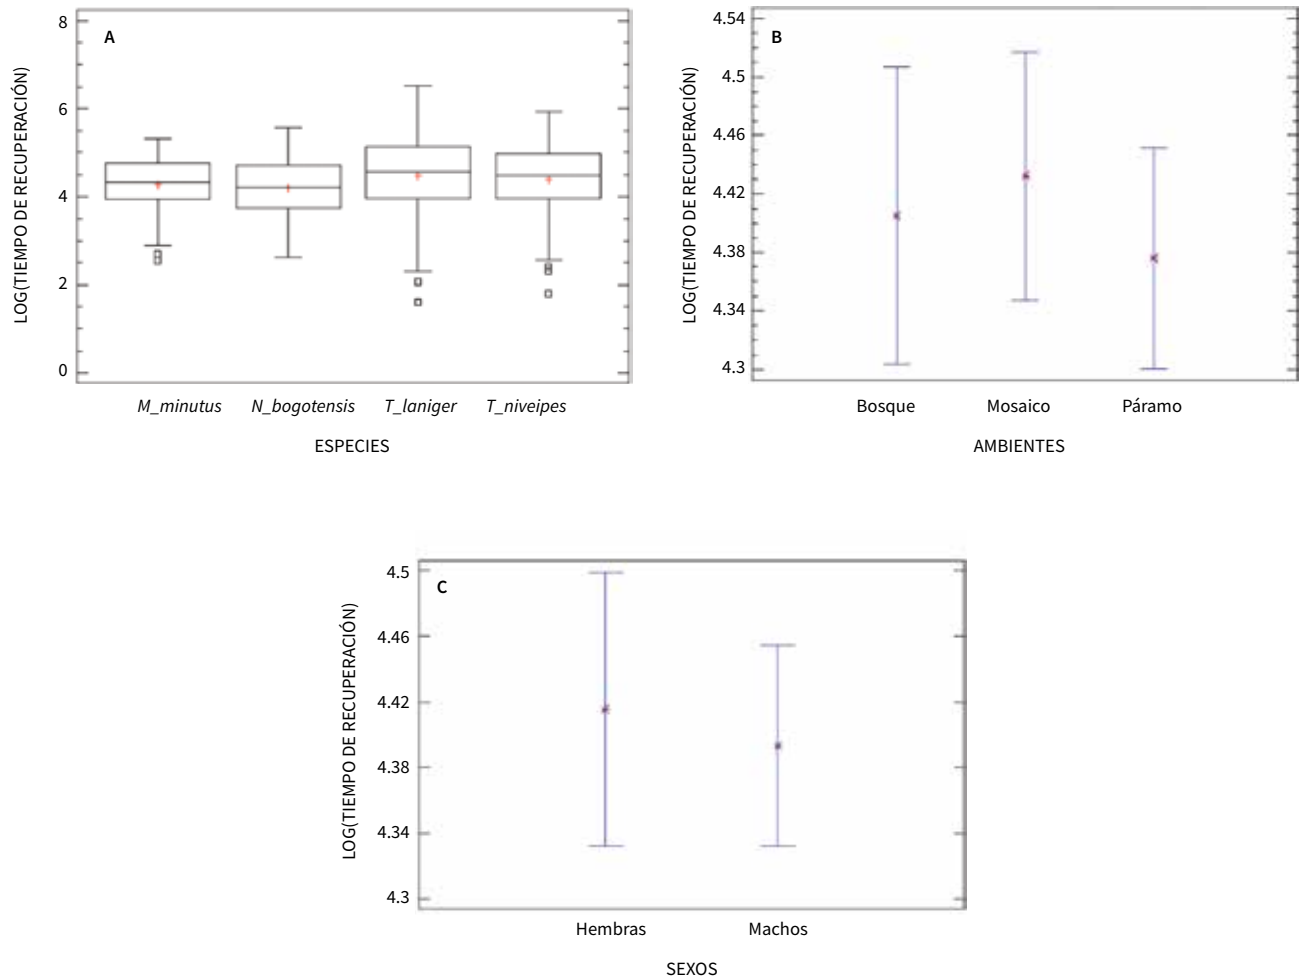 A
LOG(TIEMPO DE RECUPERACIÓN)
8
6
4
2
0
M_minutus N_bogotensis T_laniger T_niveipes
ESPECIES
B
LOG(TIEMPO DE RECUPERACIÓN)
4.54
4.5
4.46
4.42
4.38
4.34
4.3
Bosque Mosaico Páramo
AMBIENTES
C
LOG(TIEMPO DE RECUPERACIÓN)
4.5
4.46
4.42
4.38
4.34
4.3
Hembras Machos
SEXOS